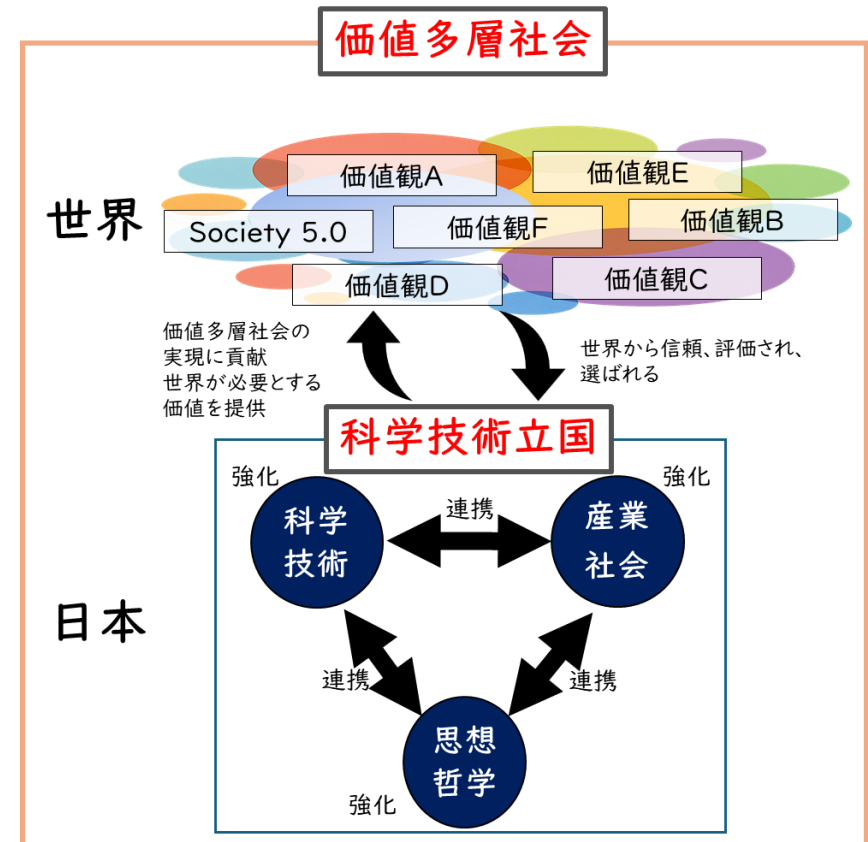 価値多層社会
世界
価値観A
価値観E
Society 5.0
価値観F
価値観B
価値観D
価値観C
価値多層社会の
実現に貢献
世界が必要とする
価値を提供
世界から信頼、評価され、
選ばれる
科学技術立国
強化
強化
科学
技術
連携
産業
社会
日本
連携
連携
思想
哲学
強化